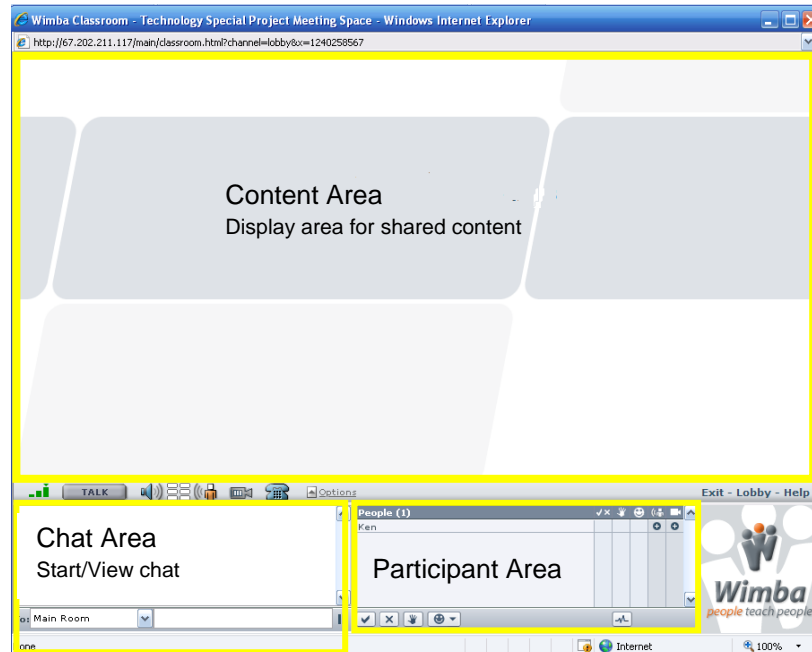 Wimba Classroom - Technology Special Project Meeting Space - Windows Internet Explorer
http://67.202.211.117/main/classroom.html?channel=lobby&x=1240258567
Content Area
Display area for shared content
TALK
Options
Exit - Lobby - Help
People (1)
Ken
Chat Area
Start/View chat
Participant Area
Main Room
Wimba
people teach people
one
Internet
100%